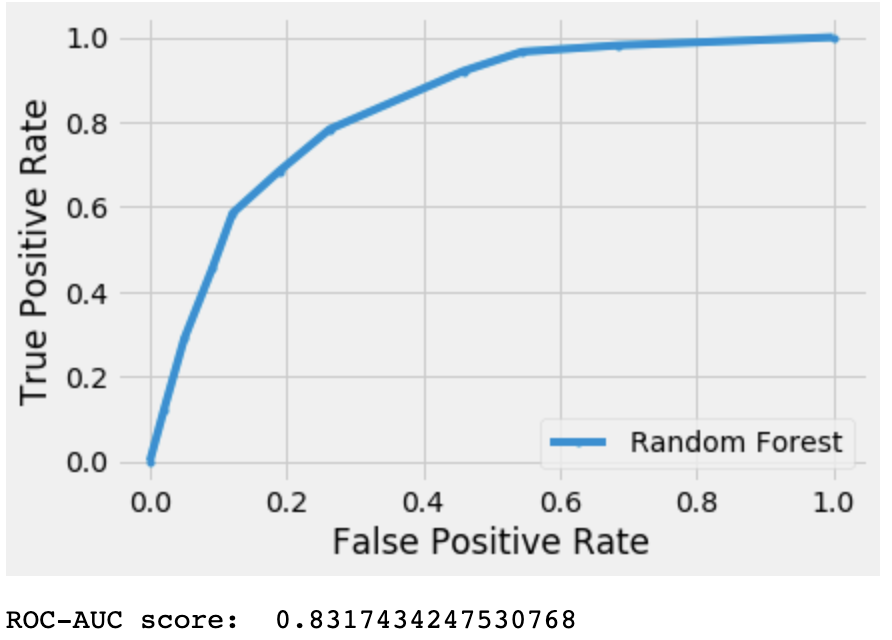 1.0
0.8
0.6
0.4
0.2
0.0
True Positive Rate
Random Forest
0.0 0.2 0.4 0.6 0.8 1.0
False Positive Rate
ROC-AUC score:  0.8317434247530768